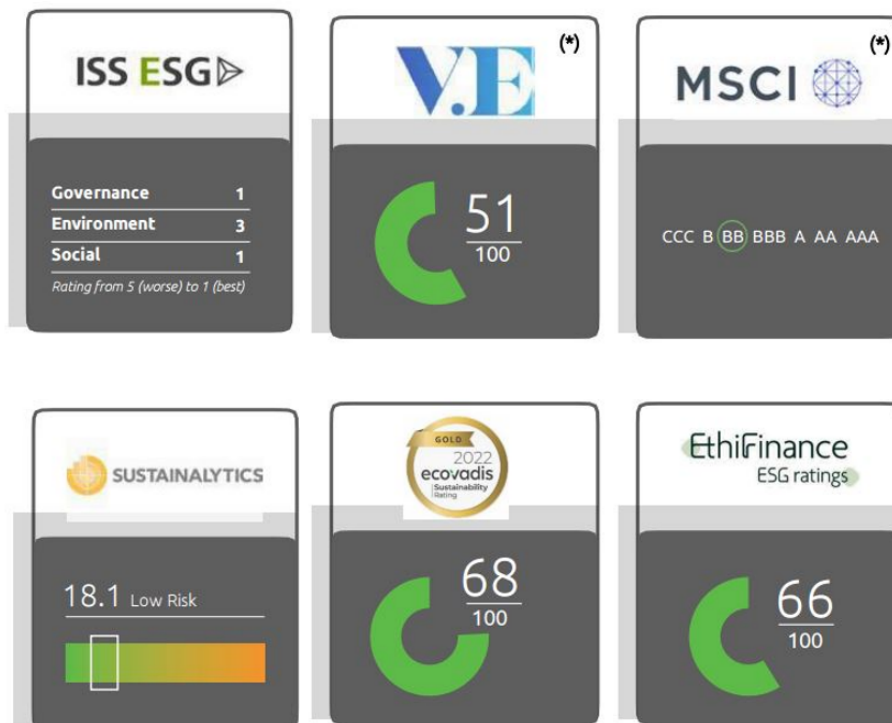 ISS ESG
Governance 1
Environment 3
Social 1
Rating from 5 (worse) to 1 (best)
V.E
(*)
51
100
MSCI
(*)
CCC B BB BBB A AA AAA
SUSTAINALYTICS
18.1 Low Risk
GOLD
2022
ecovadis
Sustainability
Rating
68
100
EthiFinance
ESG ratings
66
100